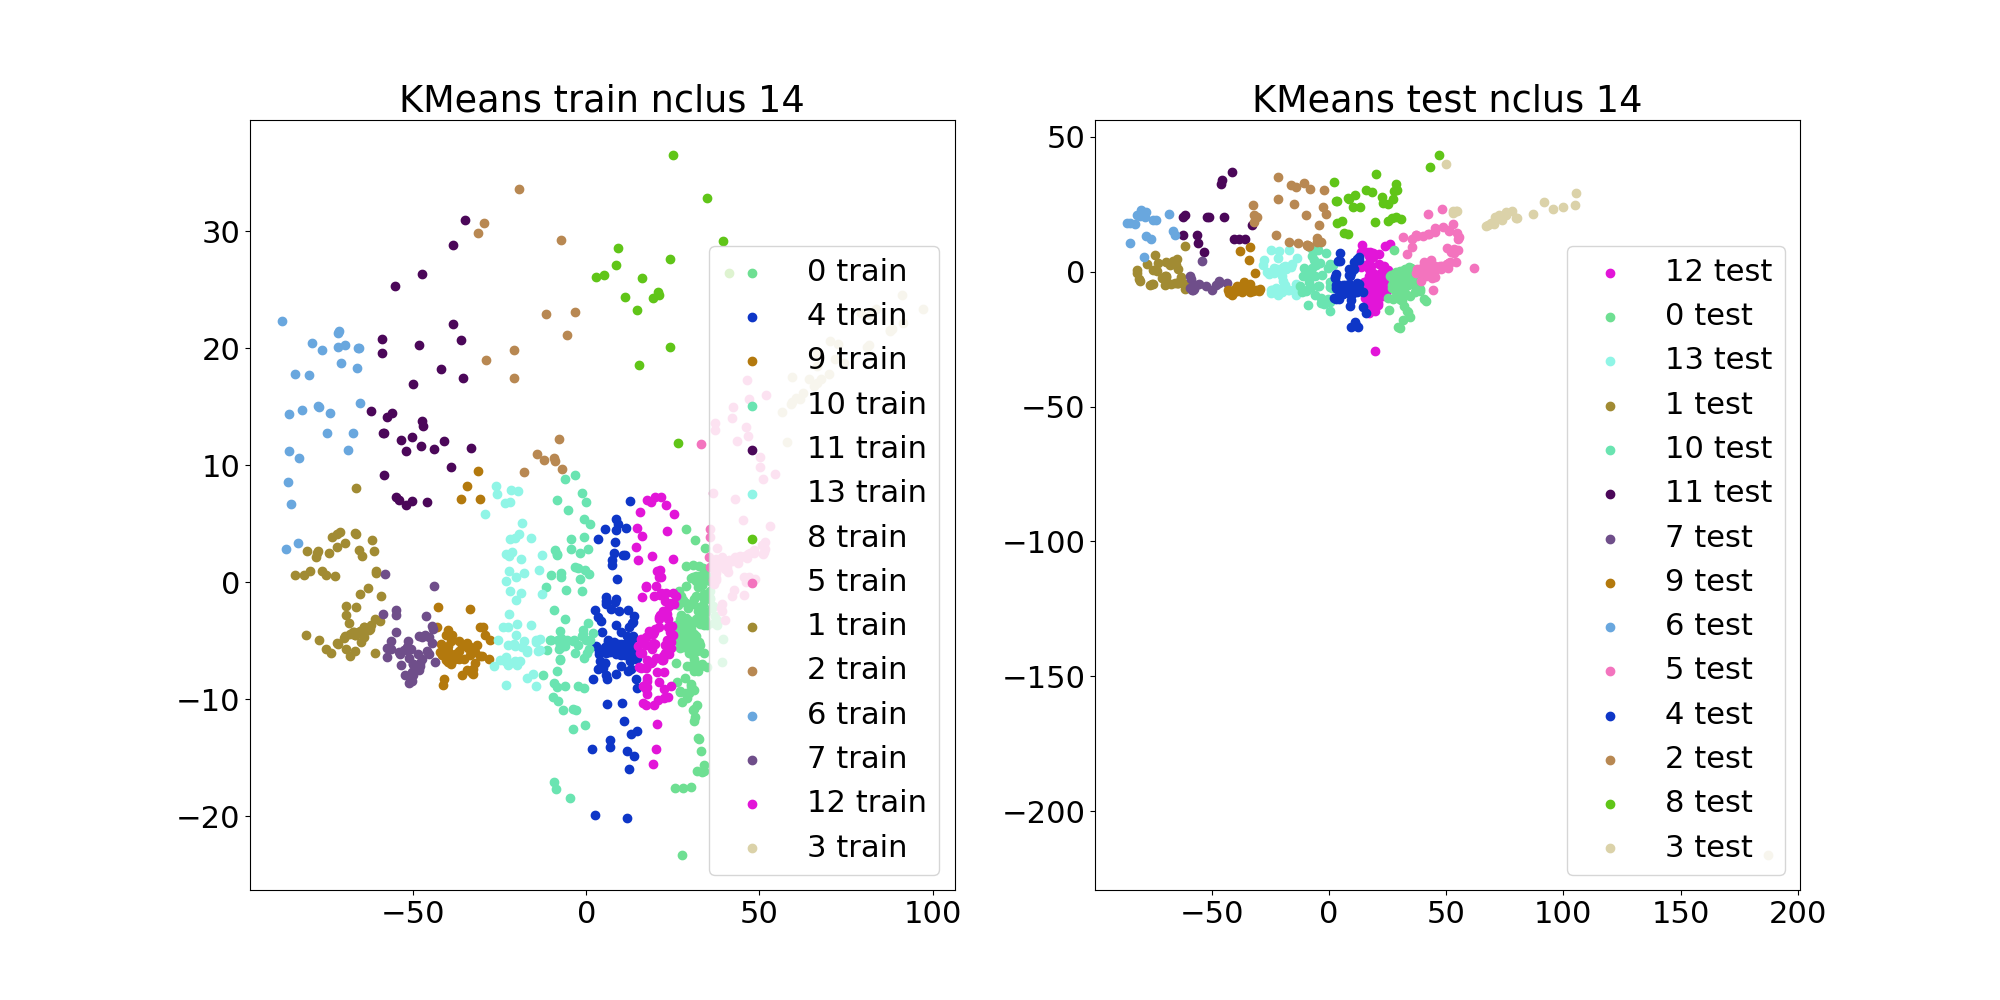 KMeans train nclus 14
30
20
10
0
−10
−20
−50
0
50
100
0 train
4 train
9 train
10 train
11 train
13 train
8 train
5 train
1 train
2 train
6 train
7 train
12 train
3 train
KMeans test nclus 14
50
0
−50
−100
−150
−200
−50
0
50
100
150
200
12 test
0 test
13 test
1 test
10 test
11 test
7 test
9 test
6 test
5 test
4 test
2 test
8 test
3 test